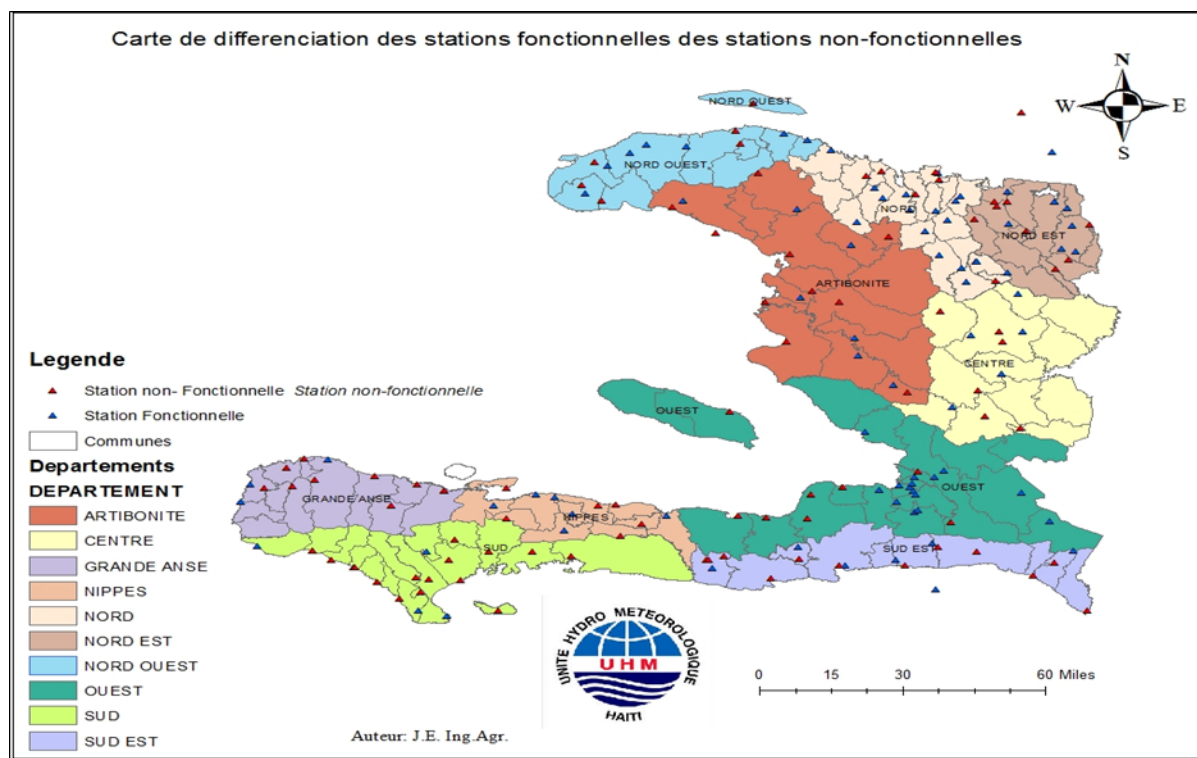 Carte de differenciation des stations fonctionnelles des stations non-fonctionnelles
N
W E
S
NORD OUEST
NORD OUEST
NORD
NORD EST
ARTIBONITE
CENTRE
OUEST
OUEST
GRANDE ANSE
NIPPES
SUD
SUD EST
Legende
Station non- Fonctionnelle Station non-fonctionnelle
Station Fonctionnelle
Communes
Departements
DEPARTEMENT
ARTIBONITE
CENTRE
GRANDE ANSE
NIPPES
NORD
NORD EST
NORD OUEST
OUEST
SUD
SUD EST
UNITE HYDRO METEOROLOGIQUE
UHM
HAITI
0 15 30 60 Miles
Auteur: J.E. Ing.Agr.